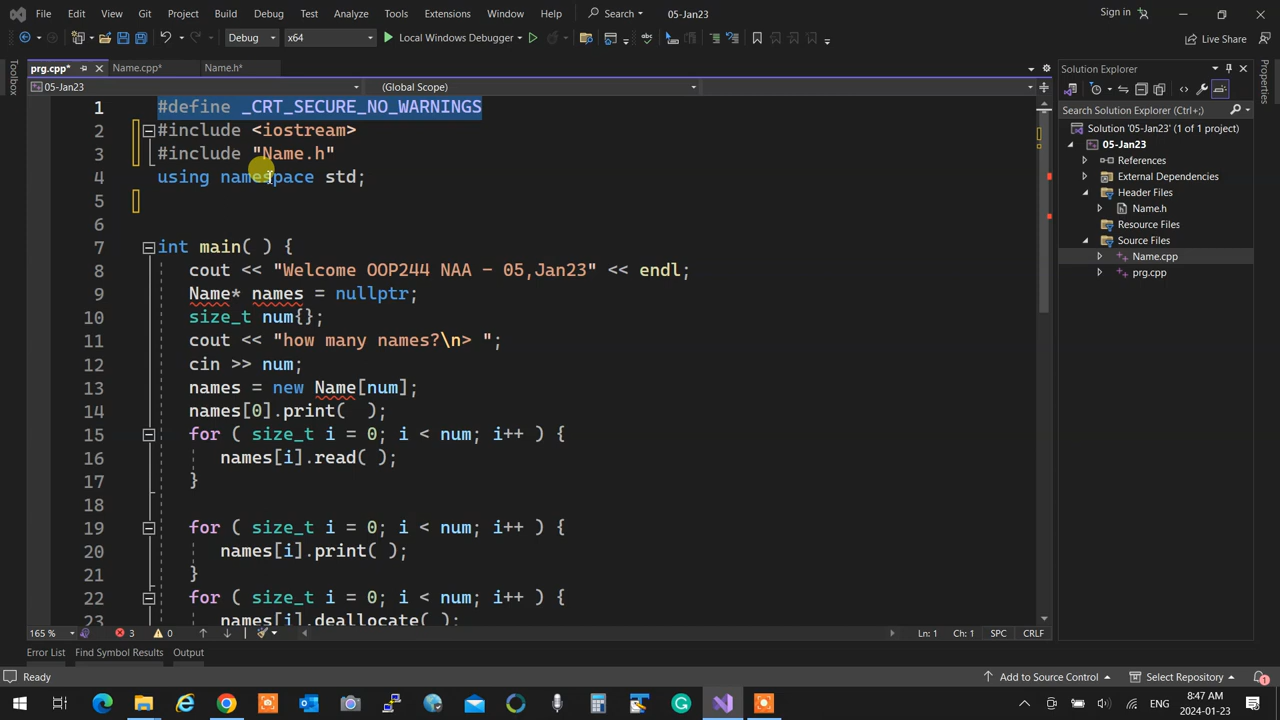 File Edit View Git Project Build Debug Test Analyze Tools Extensions Window Help Search 05-Jan23 Sign in
Debug x64 Local Windows Debugger Live Share
prg.cpp* Name.cpp* Name.h*
05-Jan23 (Global Scope)
Toolbox
1 #define _CRT_SECURE_NO_WARNINGS
2 #include <iostream>
3 #include "Name.h"
4 using namespace std;
5
6
7 int main( ) {
8 cout << "Welcome OOP244 NAA - 05,Jan23" << endl;
9 Name* names = nullptr;
10 size_t num{};
11 cout << "how many names?\n> ";
12 cin >> num;
13 names = new Name[num];
14 names[0].print(  );
15 for ( size_t i = 0; i < num; i++ ) {
16 names[i].read( );
17 }
18
19 for ( size_t i = 0; i < num; i++ ) {
20 names[i].print( );
21 }
22 for ( size_t i = 0; i < num; i++ ) {
23 names[i].deallocate( );
165 % 3 0 Ln: 1 Ch: 1 SPC CRLF
Solution Explorer
Search Solution Explorer (Ctrl+;)
Solution '05-Jan23' (1 of 1 project)
05-Jan23
References
External Dependencies
Header Files
Name.h
Resource Files
Source Files
Name.cpp
prg.cpp
Properties
Error List Find Symbol Results Output
Ready Add to Source Control Select Repository 1
ENG 8:47 AM
2024-01-23